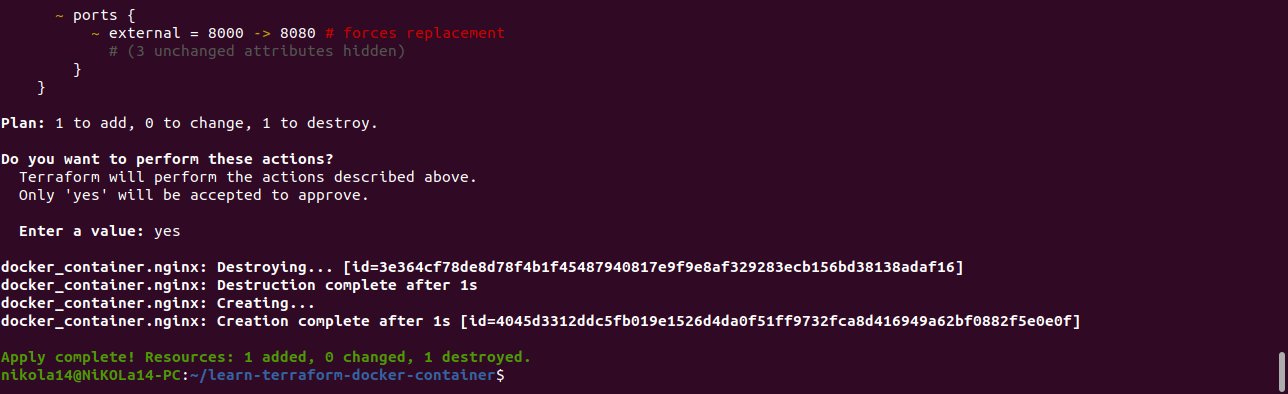 ~ ports {
~ external = 8000 -> 8080 # forces replacement
# (3 unchanged attributes hidden)
}
}
Plan: 1 to add, 0 to change, 1 to destroy.
Do you want to perform these actions?
Terraform will perform the actions described above.
Only 'yes' will be accepted to approve.
Enter a value: yes
docker_container.nginx: Destroying... [id=3e364cf78de8d78f4b1f45487940817e9f9e8af329283ecb156bd38138adaf16]
docker_container.nginx: Destruction complete after 1s
docker_container.nginx: Creating...
docker_container.nginx: Creation complete after 1s [id=4045d3312ddc5fb019e1526d4da0f51ff9732fca8d416949a62bf0882f5e0e0f]
Apply complete! Resources: 1 added, 0 changed, 1 destroyed.
nikola14@NiKOLa14-PC:~/learn-terraform-docker-container$